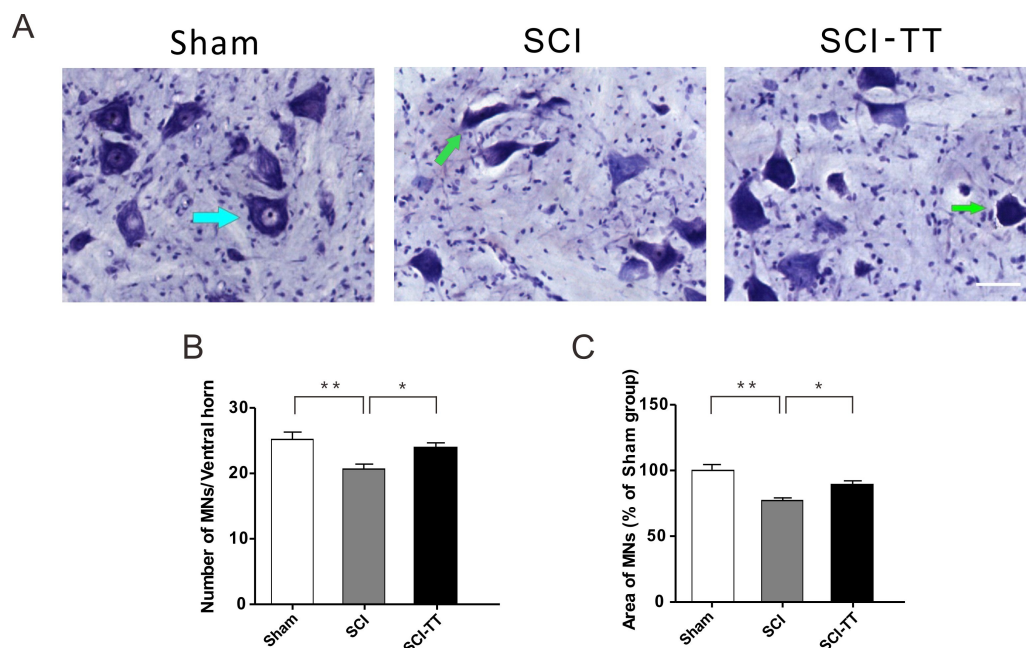 A
Sham SCI SCI-TT
B
Number of MNs/Ventral horn
30
20
10
0
** *
Sham SCI SCI-TT
C
Area of MNs (% of Sham group)
150
100
50
0
** *
Sham SCI SCI-TT